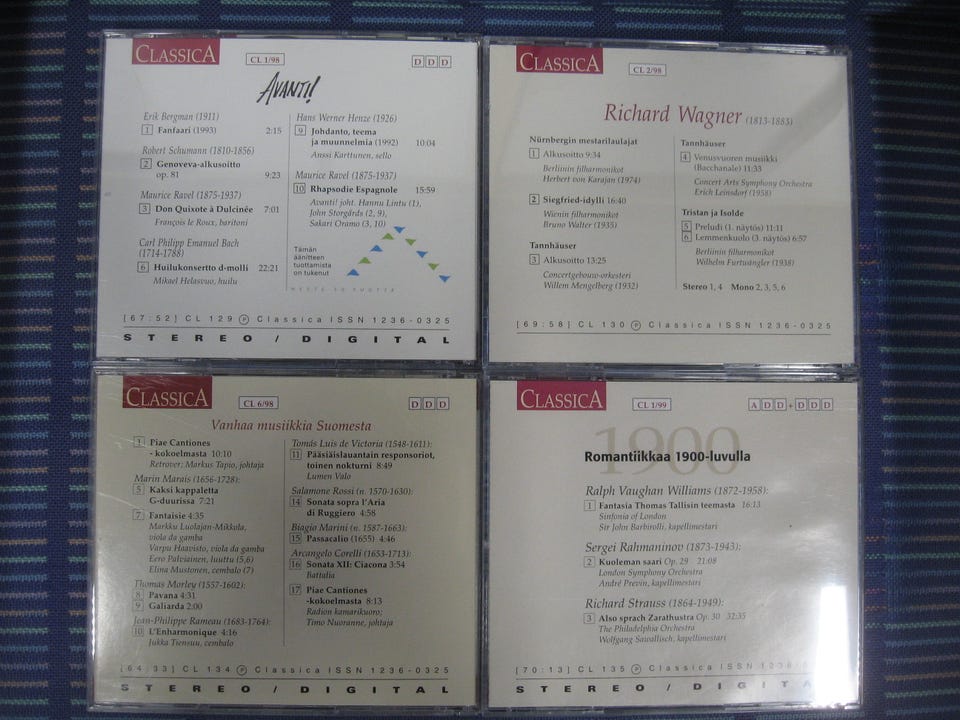 CLASSICA
CL 1/98
DDD
AVANTI!
Erik Bergman (1911)
1 Fanfaari (1993) 2:15
Robert Schumann (1810-1856)
2 Genoveva-alkusoitto
op. 81 9:23
Maurice Ravel (1875-1937)
3 Don Quixote à Dulcinée 7:01
François le Roux, baritoni
Carl Philipp Emanuel Bach
(1714-1788)
6 Huilukonsertto d-molli 22:21
Mikael Helasvuo, huilu
Hans Werner Henze (1926)
9 Johdanto, teema
ja muunnelmia (1992) 10:04
Anssi Karttunen, sello
Maurice Ravel (1875-1937)
10 Rhapsodie Espagnole 15:59
Avanti! joht. Hannu Lintu (1),
John Storgårds (2, 9),
Sakari Oramo (3, 10)
Tämän
äänitteen
tuottamista
on tukenut
[67:52] CL 129 Ⓟ Classica ISSN 1236-0325
STEREO / DIGITAL
CLASSICA
CL 2/98
Richard Wagner (1813-1883)
Nürnbergin mestarilaulajat
1 Alkusoitto 9:34
Berliinin filharmonikot
Herbert von Karajan (1974)
2 Siegfried-idylli 16:40
Wienin filharmonikot
Bruno Walter (1935)
Tannhäuser
3 Alkusoitto 13:25
Concertgebouw-orkesteri
Willem Mengelberg (1932)
Tannhäuser
4 Venusvuoren musiikki
(Bacchanale) 11:33
Concert Arts Symphony Orchestra
Erich Leinsdorf (1958)
Tristan ja Isolde
5 Preludi (1. näytös) 11:11
6 Lemmenkuolo (3. näytös) 6:57
Berliinin filharmonikot
Wilhelm Furtwängler (1938)
Stereo 1, 4 Mono 2, 3, 5, 6
[69:58] CL 130 Ⓟ Classica ISSN 1236-0325
CLASSICA
CL 6/98
DDD
Vanhaa musiikkia Suomesta
1 Piae Cantiones
- kokoelmasta 10:10
Retrover: Markus Tapio, johtaja
Marin Marais (1656-1728):
5 Kaksi kappaletta
G-duurissa 7:21
7 Fantaisie 4:35
Markku Luolajan-Mikkola,
viola da gamba
Varpu Haavisto, viola da gamba
Eero Palviainen, luuttu (5,6)
Elina Mustonen, cembalo (7)
Thomas Morley (1557-1602):
8 Pavana 4:31
9 Galiarda 2:00
Jean-Philippe Rameau (1683-1764):
10 L'Enharmonique 4:16
Jukka Tiensuu, cembalo
Tomás Luis de Victoria (1548-1611):
11 Pääsiäislauantain responsoriot,
toinen nokturni 8:49
Lumen Valo
Salamone Rossi (n. 1570-1630):
14 Sonata sopra l'Aria
di Ruggiero 4:58
Biagio Marini (n. 1587-1663):
15 Passacalio (1655) 4:46
Arcangelo Corelli (1653-1713):
16 Sonata XII: Ciacona 3:54
Battalia
17 Piae Cantiones
-kokoelmasta 8:13
Radion kamarikuoro;
Timo Nuoranne, johtaja
[64:33] CL 134 Ⓟ Classica ISSN 1236-0325
STEREO / DIGITAL
CLASSICA
CL 1/99
ADD+DDD
1900
Romantiikkaa 1900-luvulla
Ralph Vaughan Williams (1872-1958):
1 Fantasia Thomas Tallisin teemasta 16:13
Sinfonia of London
Sir John Barbirolli, kapellimestari
Sergei Rahmaninov (1873-1943):
2 Kuoleman saari Op. 29 21:08
London Symphony Orchestra
André Previn, kapellimestari
Richard Strauss (1864-1949):
3 Also sprach Zarathustra Op. 30 32:35
The Philadelphia Orchestra
Wolfgang Sawallisch, kapellimestari
[70:13] CL 135 Ⓟ Classica ISSN
STEREO / DIGITA